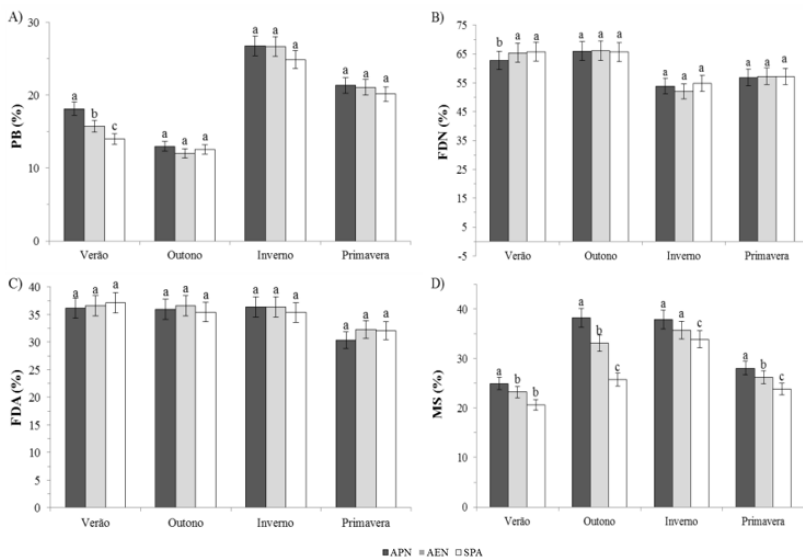 A)
PB (%)
30
20
10
0
a
b
c
a
a
a
a
a
a
a
a
a
Verão
Outono
Inverno
Primavera
B)
FDN (%)
75
65
55
45
35
25
15
5
-5
b
a
a
a
a
a
a
a
a
a
a
a
Verão
Outono
Inverno
Primavera
C)
FDA (%)
40
35
30
25
20
15
10
5
0
a
a
a
a
a
a
a
a
a
a
a
a
Verão
Outono
Inverno
Primavera
D)
MS (%)
40
30
20
10
0
a
b
b
a
b
c
a
a
c
a
b
c
Verão
Outono
Inverno
Primavera
APN AEN SPA